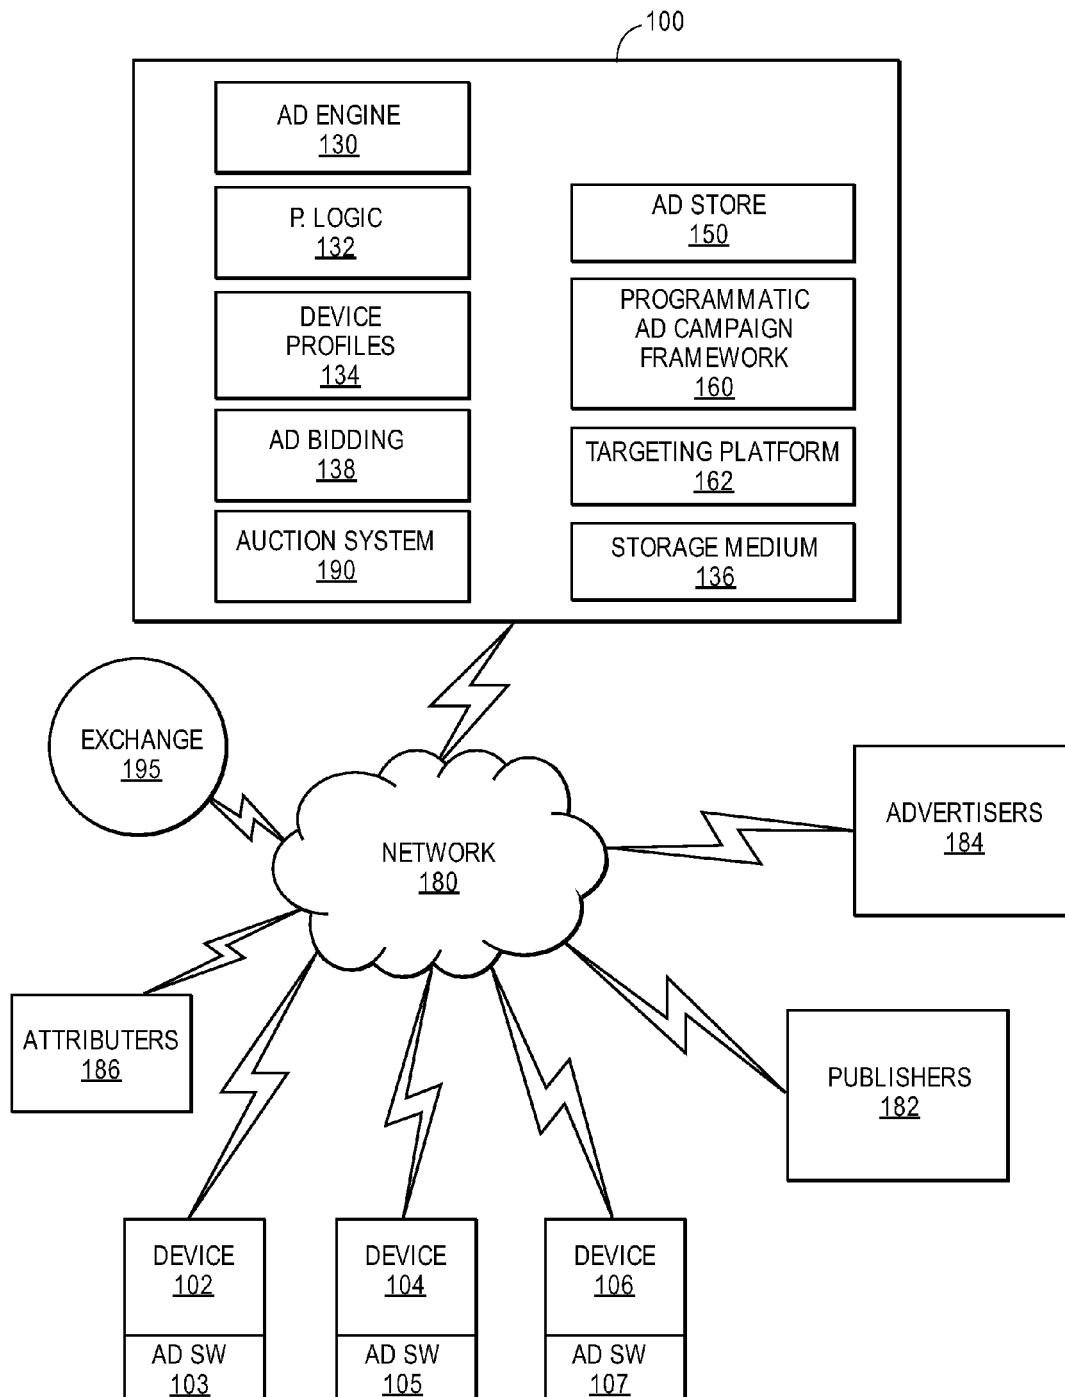 100
AD ENGINE
130
P. LOGIC
132
DEVICE
PROFILES
134
AD BIDDING
138
AUCTION SYSTEM
190
AD STORE
150
PROGRAMMATIC
AD CAMPAIGN
FRAMEWORK
160
TARGETING PLATFORM
162
STORAGE MEDIUM
136
EXCHANGE
195
NETWORK
180
ADVERTISERS
184
ATTRIBUTERS
186
PUBLISHERS
182
DEVICE
102
AD SW
103
DEVICE
104
AD SW
105
DEVICE
106
AD SW
107